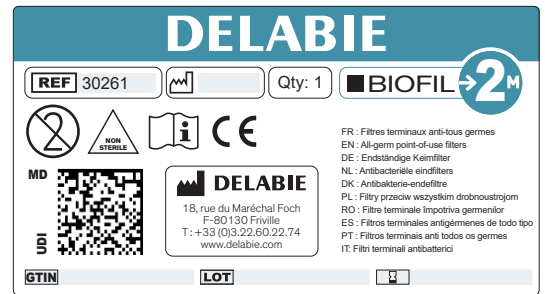 DELABIE
REF 30261
Qty: 1
BIOFIL 2M
2
NON
STERILE
i
CE
MD
UDI
DELABIE
18, rue du Maréchal Foch
F-80130 Friville
T : +33 (0)3.22.60.22.74
www.delabie.com
FR : Filtres terminaux anti-tous germes
EN : All-germ point-of-use filters
DE : Endständige Keimfilter
NL : Antibacteriële eindfilters
DK : Antibakterie-endefiltre
PL : Filtry przeciw wszystkim drobnoustrojom
RO : Filtre terminale Impotriva germenilor
ES : Filtros terminales antigérmenes de todo tipo
PT : Filtros terminais anti todos os germes
IT: Filtri terminali antibatterici
GTIN
LOT